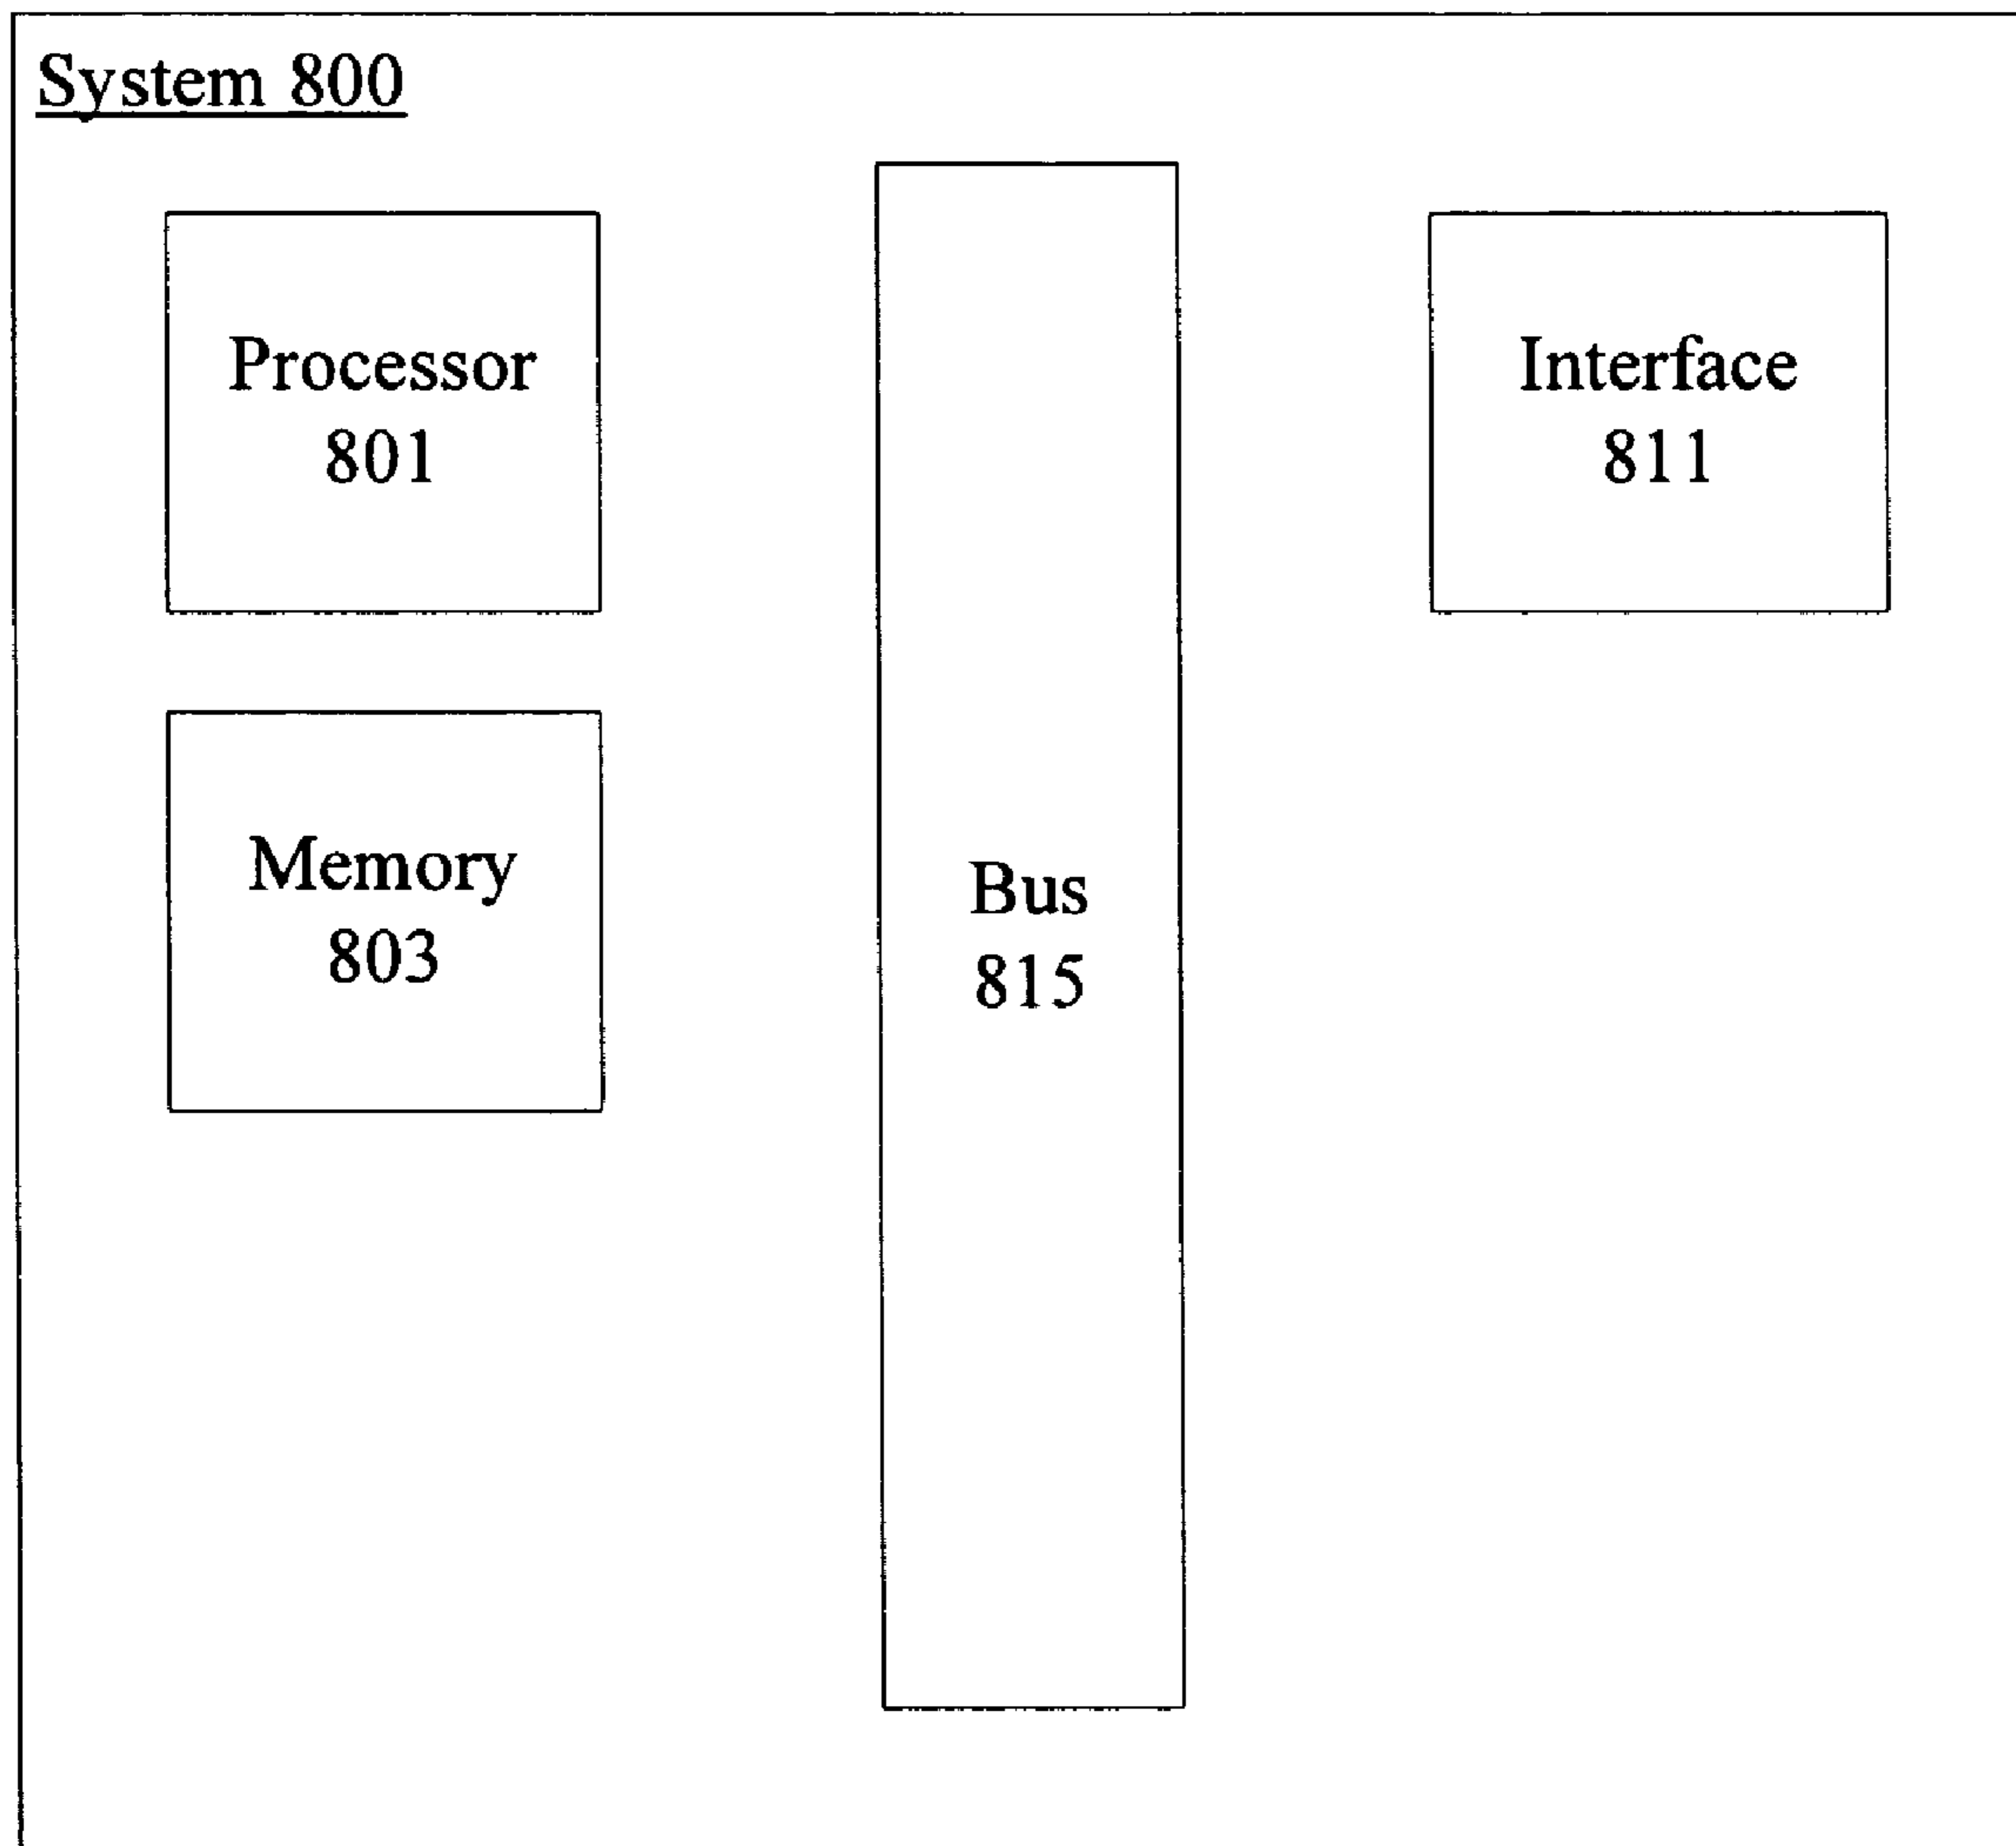 System 800
Processor
801
Interface
811
Memory
803
Bus
815